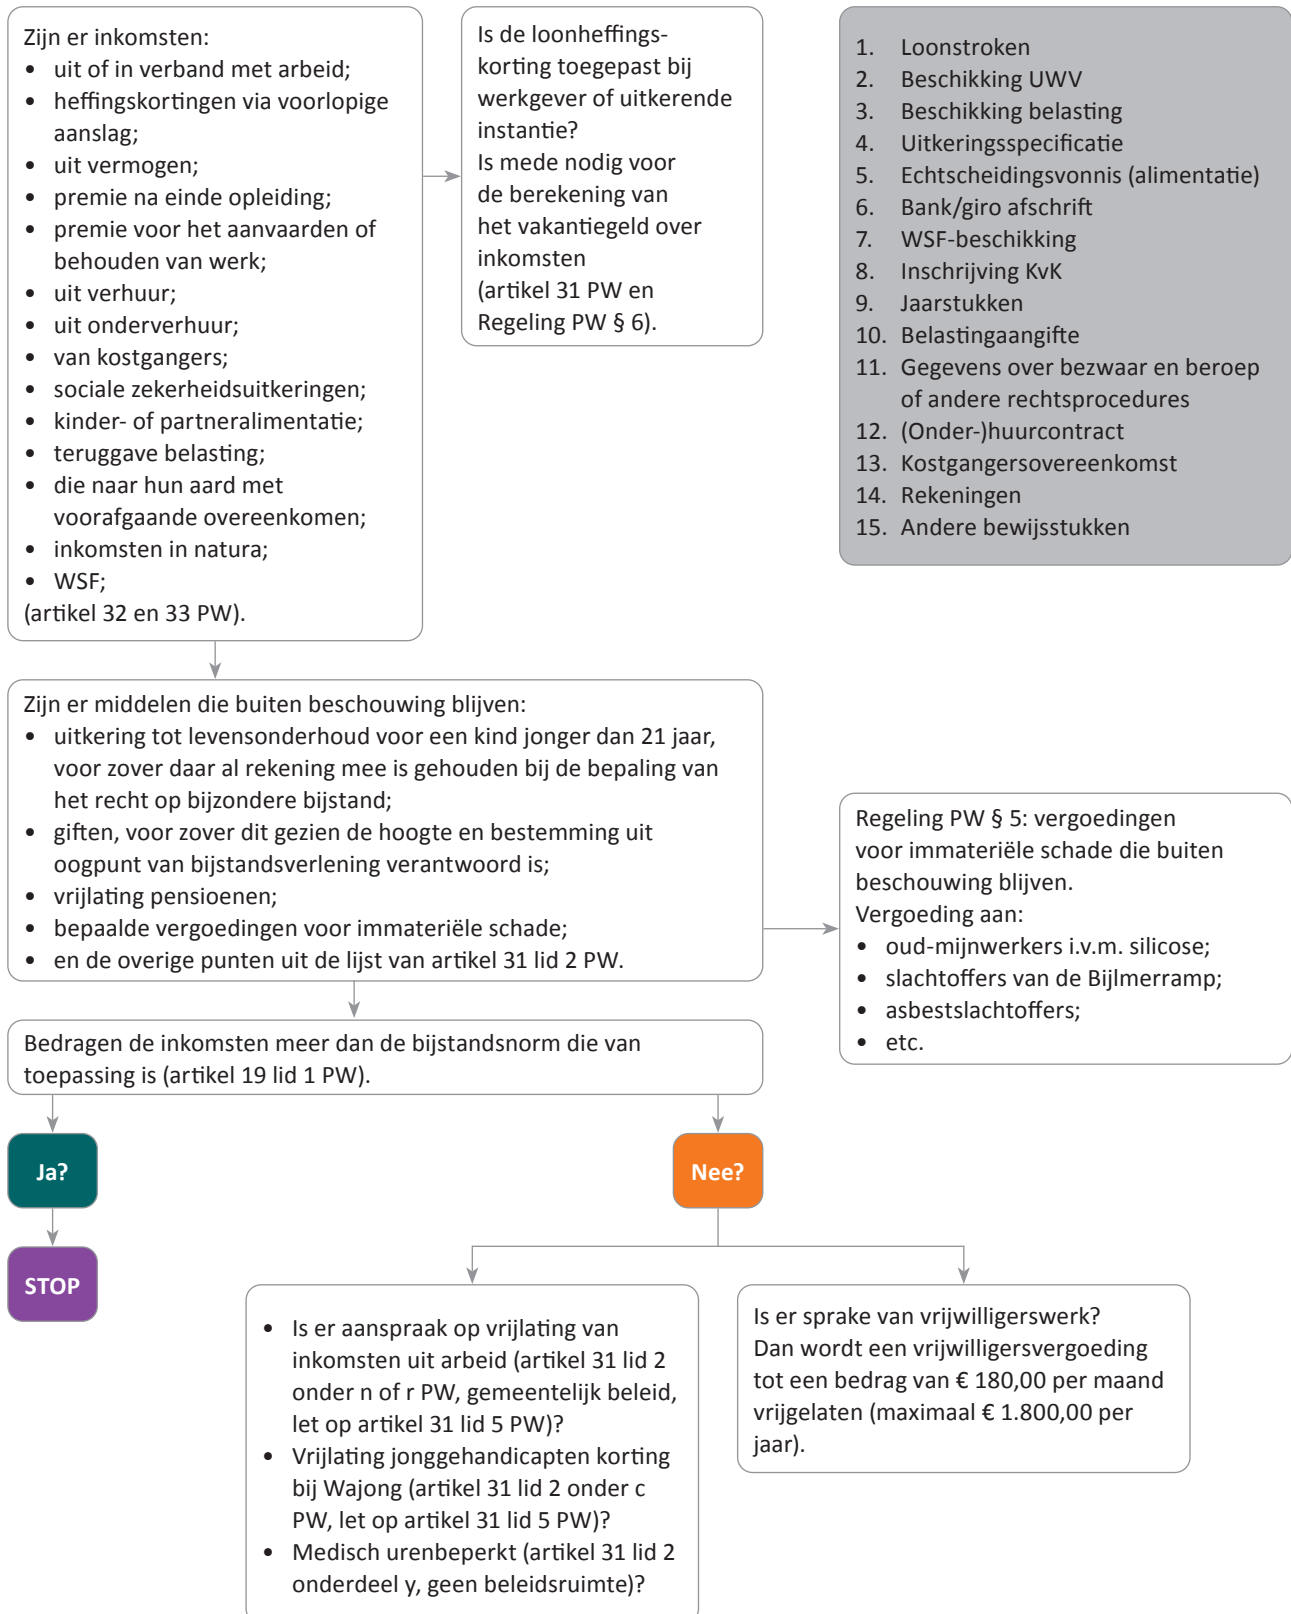 Zijn er inkomsten:
• uit of in verband met arbeid;
• heffingskortingen via voorlopige
aanslag;
• uit vermogen;
• premie na einde opleiding;
• premie voor het aanvaarden of
behouden van werk;
• uit verhuur;
• uit onderverhuur;
• van kostgangers;
• sociale zekerheidsuitkeringen;
• kinder- of partneralimentatie;
• teruggave belasting;
• die naar hun aard met
voorafgaande overeenkomen;
• inkomsten in natura;
• WSF;
(artikel 32 en 33 PW).
Is de loonheffings-
korting toegepast bij
werkgever of uitkerende
instantie?
Is mede nodig voor
de berekening van
het vakantiegeld over
inkomsten
(artikel 31 PW en
Regeling PW § 6).
1. Loonstroken
2. Beschikking UWV
3. Beschikking belasting
4. Uitkeringsspecificatie
5. Echtscheidingsvonnis (alimentatie)
6. Bank/giro afschrift
7. WSF-beschikking
8. Inschrijving KvK
9. Jaarstukken
10. Belastingaangifte
11. Gegevens over bezwaar en beroep
of andere rechtsprocedures
12. (Onder-)huurcontract
13. Kostgangersovereenkomst
14. Rekeningen
15. Andere bewijsstukken
Zijn er middelen die buiten beschouwing blijven:
• uitkering tot levensonderhoud voor een kind jonger dan 21 jaar,
voor zover daar al rekening mee is gehouden bij de bepaling van
het recht op bijzondere bijstand;
• giften, voor zover dit gezien de hoogte en bestemming uit
oogpunt van bijstandsverlening verantwoord is;
• vrijlating pensioenen;
• bepaalde vergoedingen voor immateriële schade;
• en de overige punten uit de lijst van artikel 31 lid 2 PW.
Regeling PW § 5: vergoedingen
voor immateriële schade die buiten
beschouwing blijven.
Vergoeding aan:
• oud-mijnwerkers i.v.m. silicose;
• slachtoffers van de Bijlmerramp;
• asbestslachtoffers;
• etc.
Bedragen de inkomsten meer dan de bijstandsnorm die van
toepassing is (artikel 19 lid 1 PW).
Ja?
Nee?
STOP
• Is er aanspraak op vrijlating van
inkomsten uit arbeid (artikel 31 lid 2
onder n of r PW, gemeentelijk beleid,
let op artikel 31 lid 5 PW)?
• Vrijlating jonggehandicapten korting
bij Wajong (artikel 31 lid 2 onder c
PW, let op artikel 31 lid 5 PW)?
• Medisch urenbeperkt (artikel 31 lid 2
onderdeel y, geen beleidsruimte)?
Is er sprake van vrijwilligerswerk?
Dan wordt een vrijwilligersvergoeding
tot een bedrag van € 180,00 per maand
vrijgelaten (maximaal € 1.800,00 per
jaar).